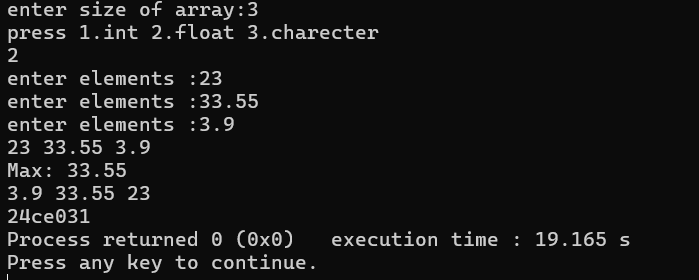 enter size of array:3
press 1.int 2.float 3.charecter
2
enter elements :23
enter elements :33.55
enter elements :3.9
23 33.55 3.9
Max: 33.55
3.9 33.55 23
24ce031
Process returned 0 (0x0)   execution time : 19.165 s
Press any key to continue.